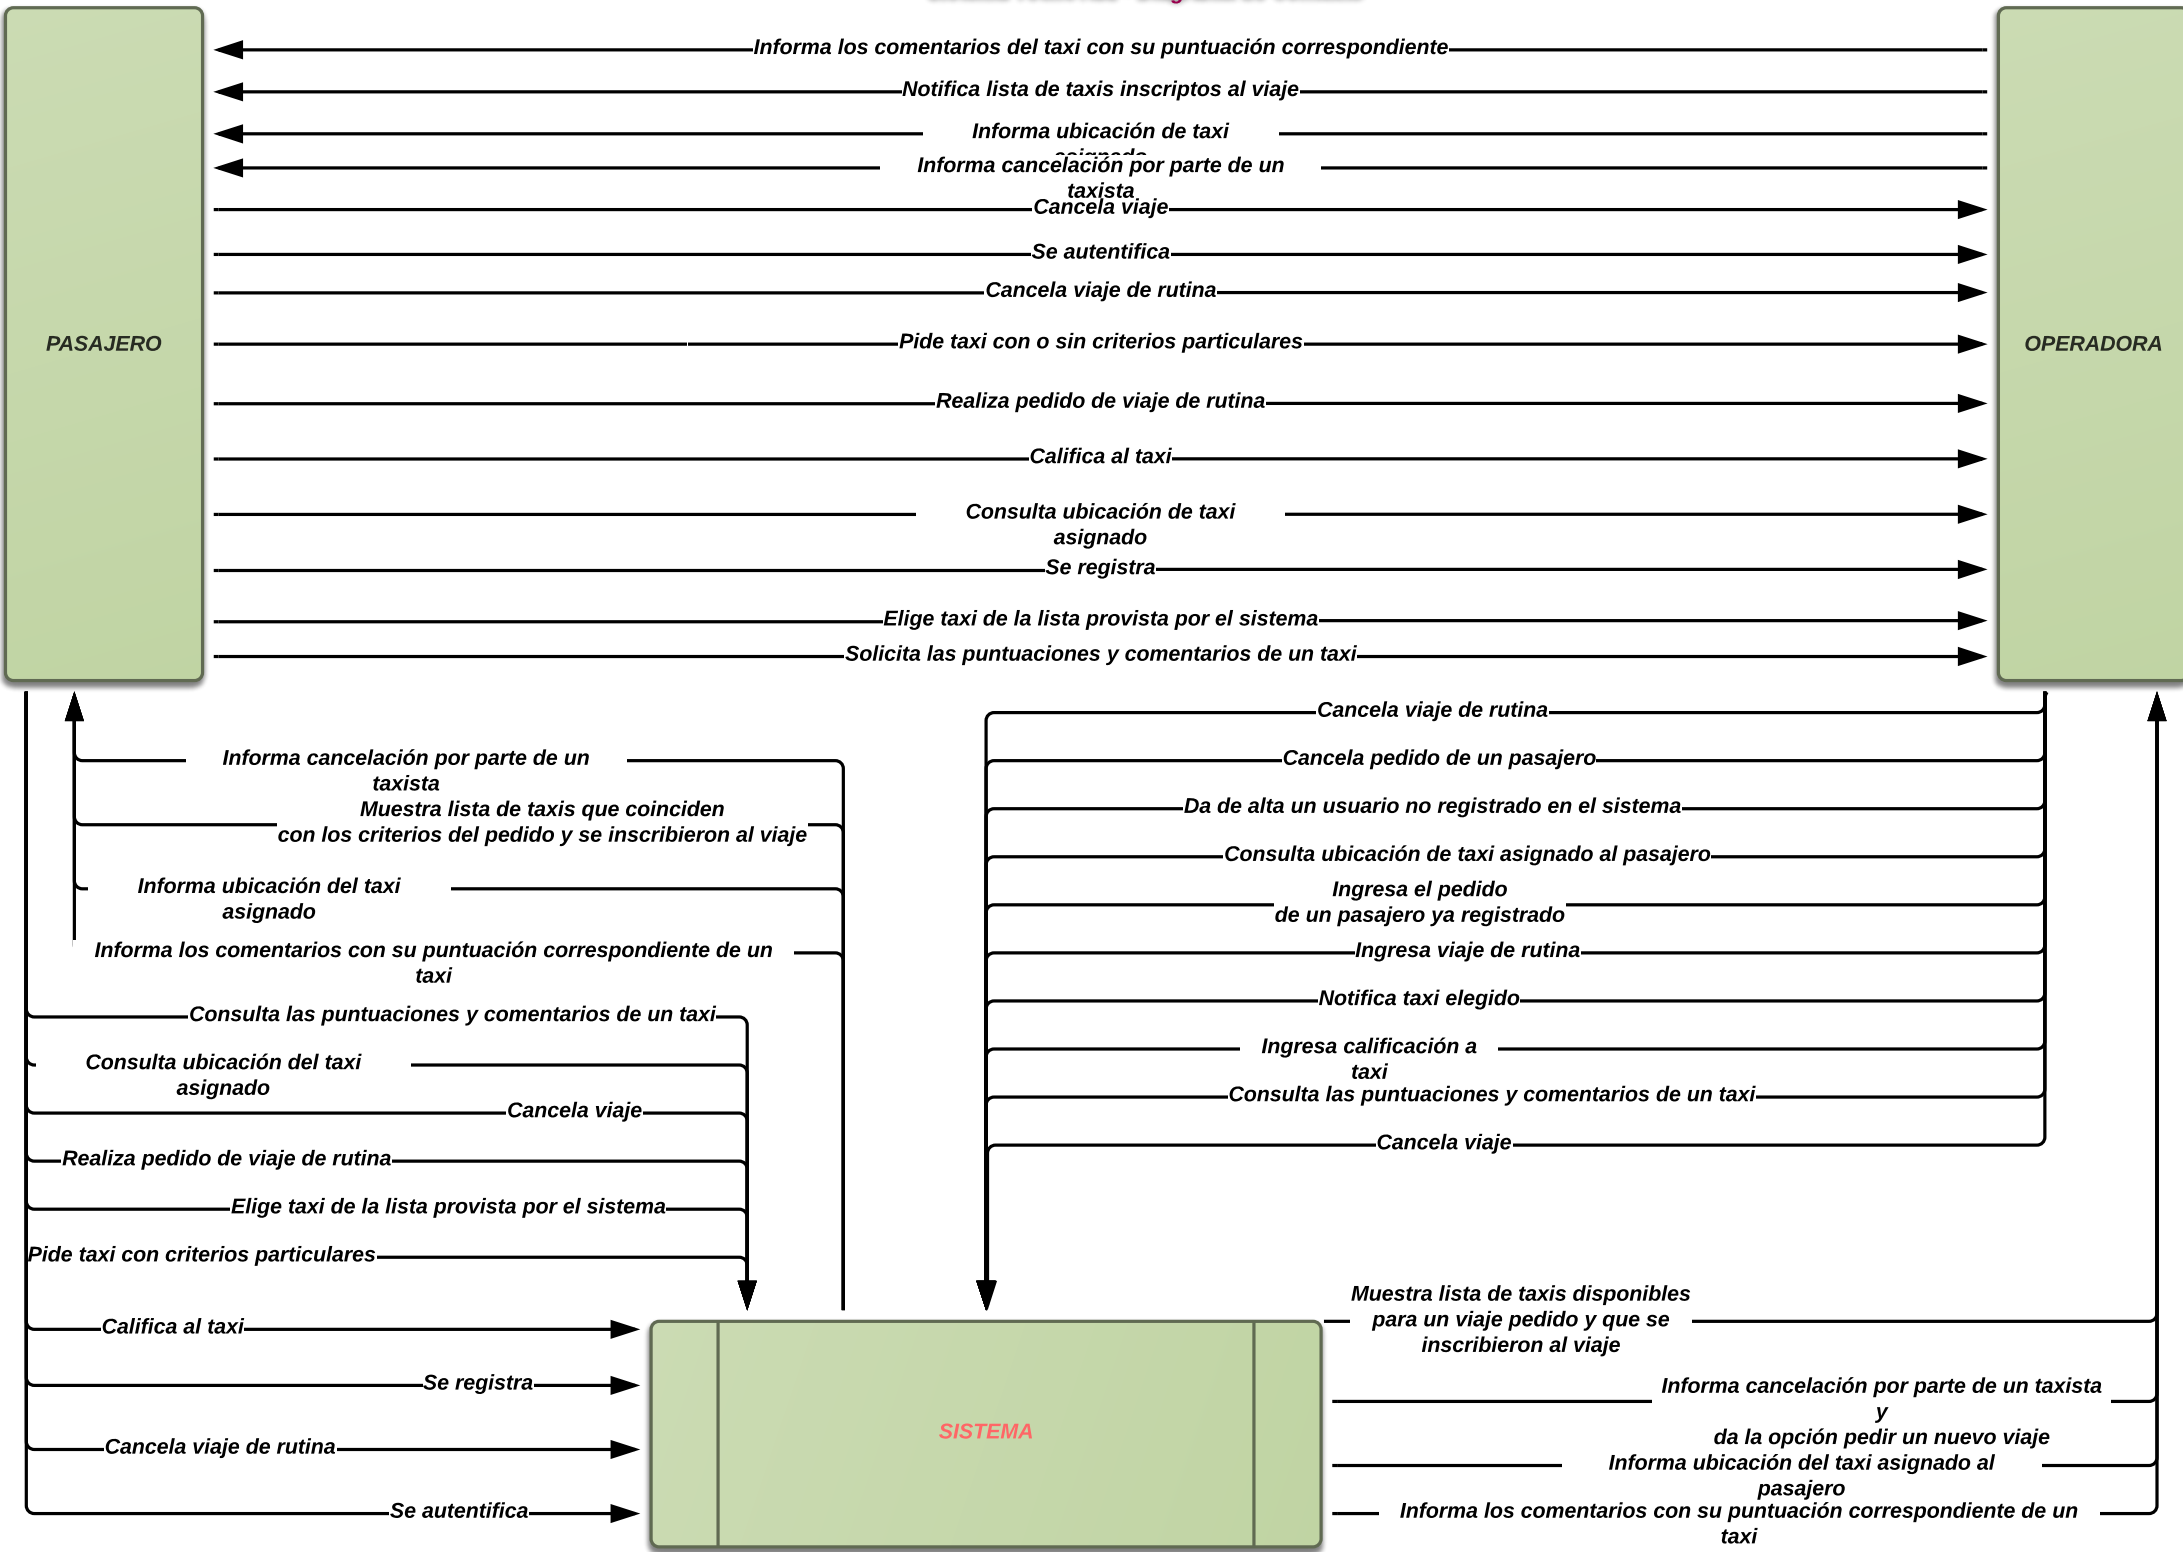 Informa los comentarios del taxi con su puntuación correspondiente
Notifica lista de taxis inscriptos al viaje
Informa ubicación de taxi
asignado
Informa cancelación por parte de un
taxista
Cancela viaje
Se autentifica
Cancela viaje de rutina
PASAJERO
Pide taxi con o sin criterios particulares
OPERADORA
Realiza pedido de viaje de rutina
Califica al taxi
Consulta ubicación de taxi
asignado
Se registra
Elige taxi de la lista provista por el sistema
Solicita las puntuaciones y comentarios de un taxi
Informa cancelación por parte de un
taxista
Muestra lista de taxis que coinciden
con los criterios del pedido y se inscribieron al viaje
Informa ubicación del taxi
asignado
Informa los comentarios con su puntuación correspondiente de un
taxi
Consulta las puntuaciones y comentarios de un taxi
Consulta ubicación del taxi
asignado
Cancela viaje
Realiza pedido de viaje de rutina
Elige taxi de la lista provista por el sistema
Pide taxi con criterios particulares
Califica al taxi
Se registra
Cancela viaje de rutina
Se autentifica
Cancela viaje de rutina
Cancela pedido de un pasajero
Da de alta un usuario no registrado en el sistema
Consulta ubicación de taxi asignado al pasajero
Ingresa el pedido
de un pasajero ya registrado
Ingresa viaje de rutina
Notifica taxi elegido
Ingresa calificación a
taxi
Consulta las puntuaciones y comentarios de un taxi
Cancela viaje
SISTEMA
Muestra lista de taxis disponibles
para un viaje pedido y que se
inscribieron al viaje
Informa cancelación por parte de un taxista
y
da la opción pedir un nuevo viaje
Informa ubicación del taxi asignado al
pasajero
Informa los comentarios con su puntuación correspondiente de un
taxi